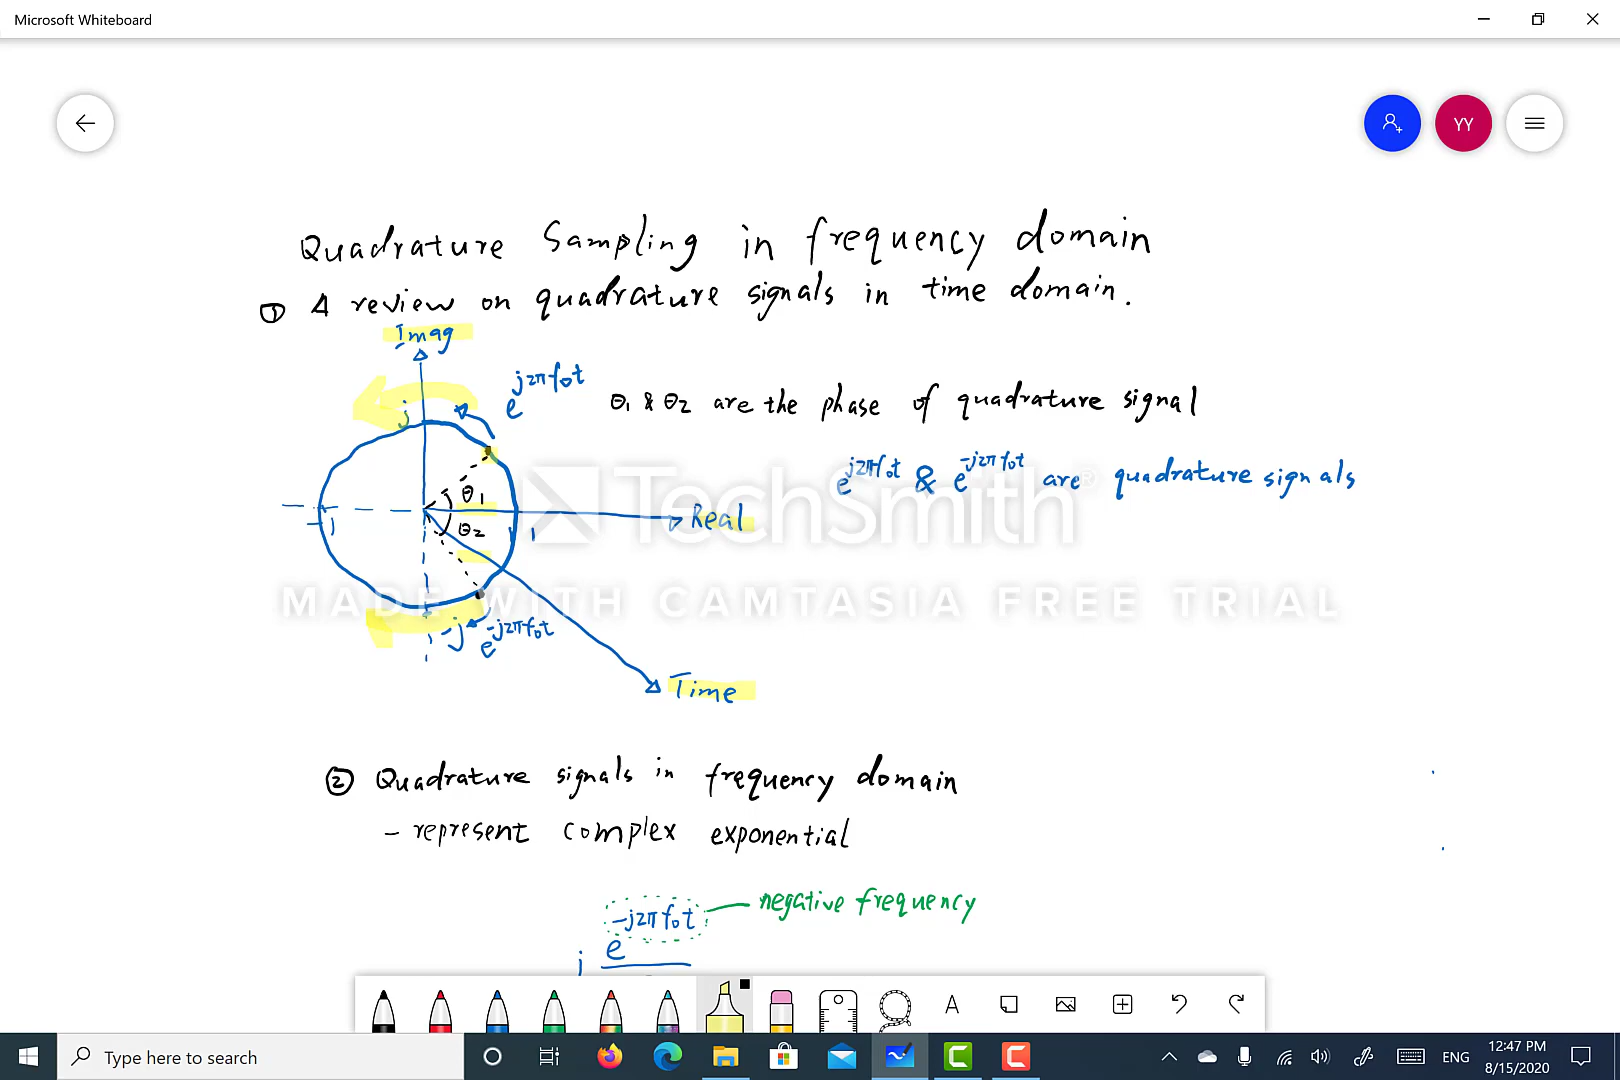 Microsoft Whiteboard
YY
Quadrature Sampling in frequency domain
① A review on quadrature signals in time domain.
Imag
e^{j2πf₀t}
θ₁ & θ₂ are the phase of quadrature signal
j
e^{j2πf₀t} & e^{-j2πf₀t} are quadrature signals
θ₁
TechSmith®
-1
Real
θ₂
1
MADE WITH CAMTASIA FREE TRIAL
-j
e^{-j2πf₀t}
Time
② Quadrature signals in frequency domain
- represent complex exponential
negative frequency
j e^{-j2πf₀t}
A
Type here to search
ENG
12:47 PM
8/15/2020